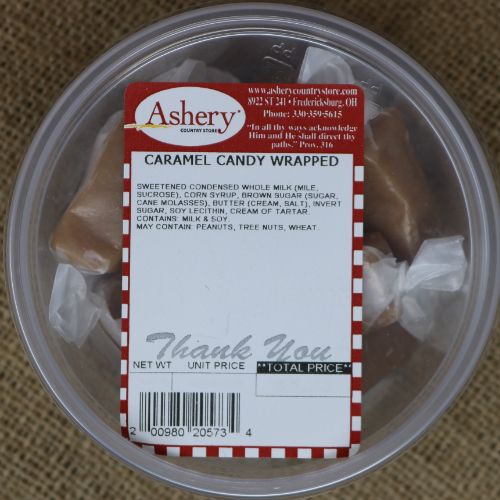 Ashery
COUNTRY STORE
www.asherycountrystore.com
8922 ST 241 • Fredericksburg, OH
Phone: 330-359-5615
"In all thy ways acknowledge
Him and He shall direct thy
paths." Prov. 316
CARAMEL CANDY WRAPPED
SWEETENED CONDENSED WHOLE MILK (MILE,
SUCROSE), CORN SYRUP, BROWN SUGAR (SUGAR,
CANE MOLASSES), BUTTER (CREAM, SALT), INVERT
SUGAR, SOY LECITHIN, CREAM OF TARTAR.
CONTAINS: MILK & SOY.
MAY CONTAIN: PEANUTS, TREE NUTS, WHEAT.
Thank You
NET WT UNIT PRICE **TOTAL PRICE**
2 00980 20573 4